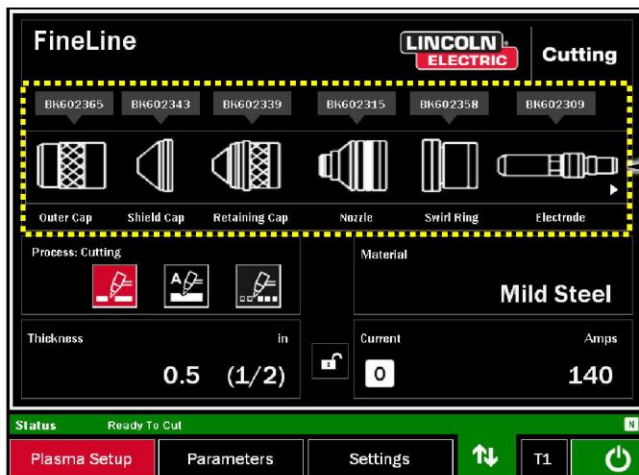 FineLine
LINCOLN
ELECTRIC
Cutting
BK602365 BK602343 BK602339 BK602315 BK602358 BK602309
Outer Cap Shield Cap Retaining Cap Nozzle Swirl Ring Electrode
Process: Cutting
A
Material
Mild Steel
Thickness in
0.5 (1/2)
Current Amps
0 140
Status Ready To Cut N
Plasma Setup Parameters Settings T1